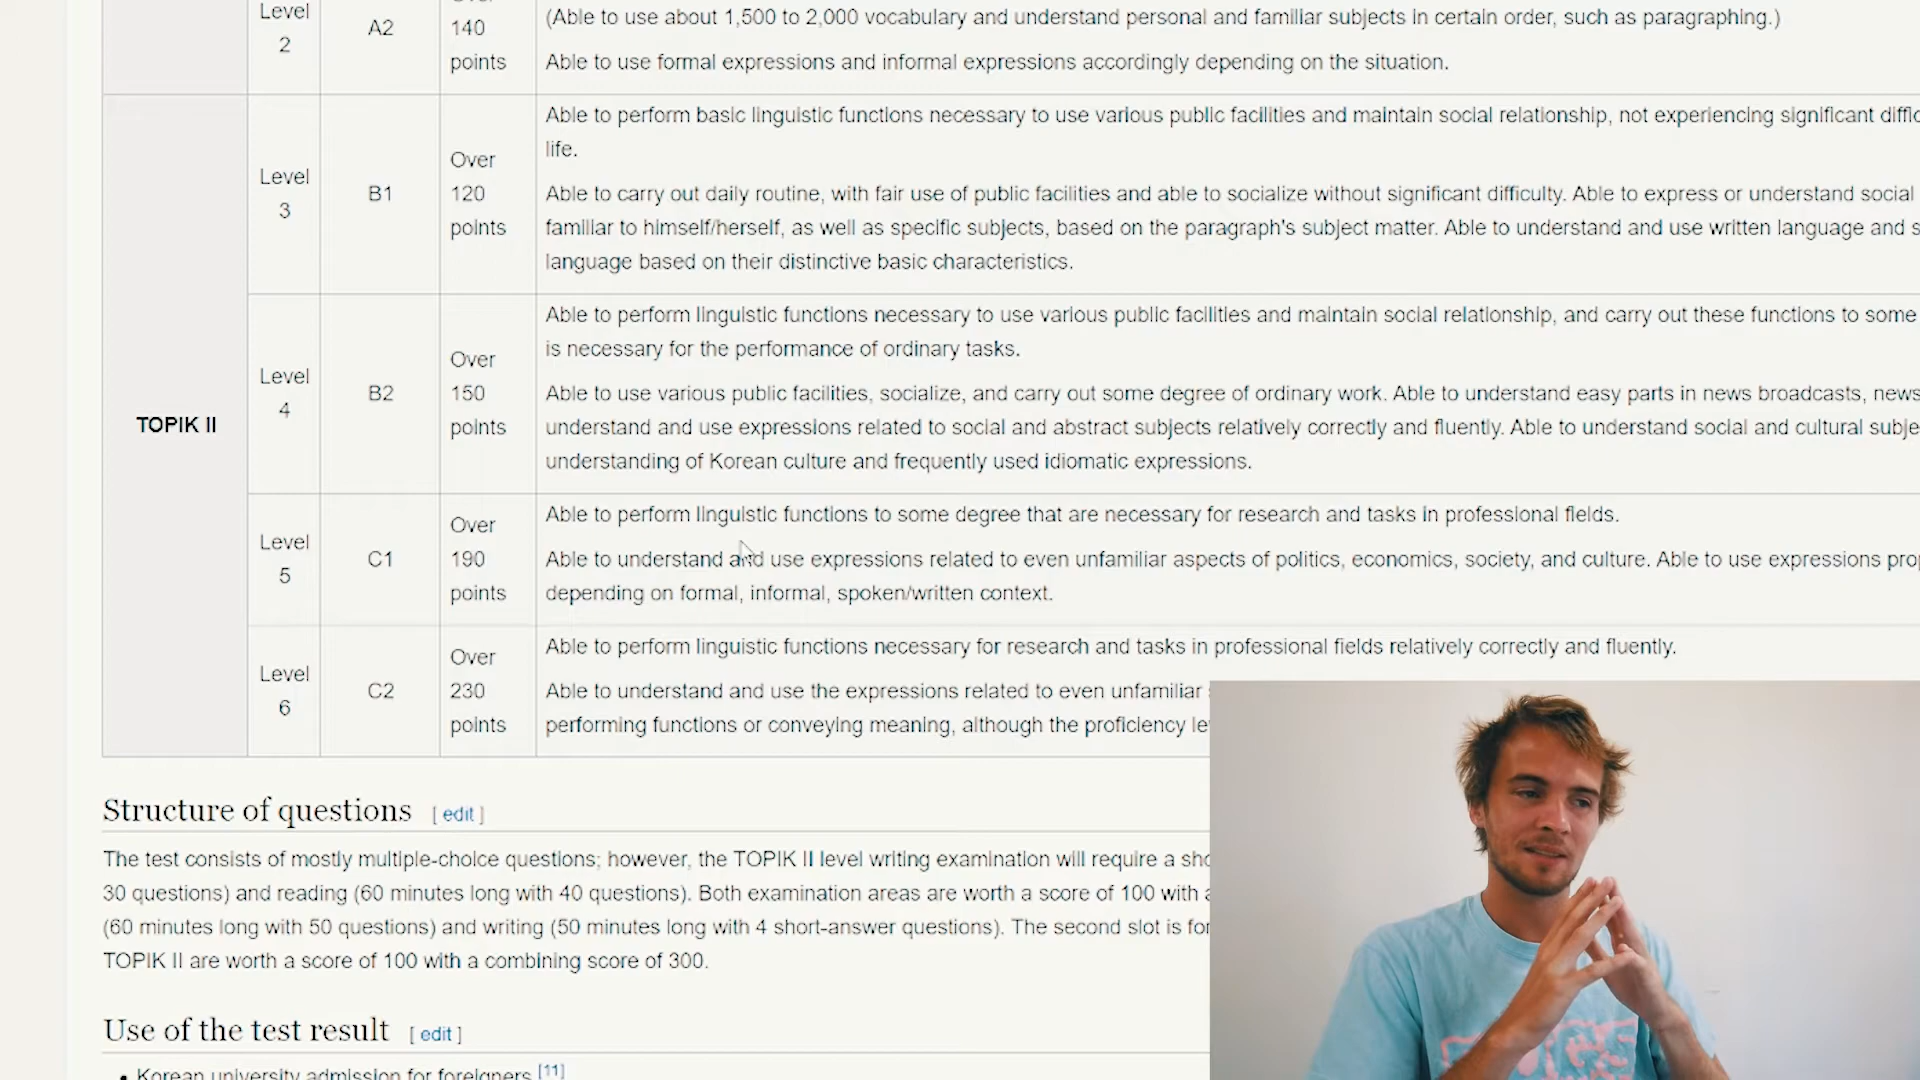 Level
2
A2
140
points
(Able to use about 1,500 to 2,000 vocabulary and understand personal and familiar subjects in certain order, such as paragraphing.)
Able to use formal expressions and informal expressions accordingly depending on the situation.
TOPIK II
Level
3
B1
Over
120
points
Able to perform basic linguistic functions necessary to use various public facilities and maintain social relationship, not experiencing significant
life.
Able to carry out daily routine, with fair use of public facilities and able to socialize without significant difficulty. Able to express or understand social
familiar to himself/herself, as well as specific subjects, based on the paragraph's subject matter. Able to understand and use written language and
language based on their distinctive basic characteristics.
Level
4
B2
Over
150
points
Able to perform linguistic functions necessary to use various public facilities and maintain social relationship, and carry out these functions to some
is necessary for the performance of ordinary tasks.
Able to use various public facilities, socialize, and carry out some degree of ordinary work. Able to understand easy parts in news broadcasts, news
understand and use expressions related to social and abstract subjects relatively correctly and fluently. Able to understand social and cultural
understanding of Korean culture and frequently used idiomatic expressions.
Level
5
C1
Over
190
points
Able to perform linguistic functions to some degree that are necessary for research and tasks in professional fields.
Able to understand and use expressions related to even unfamiliar aspects of politics, economics, society, and culture. Able to use expressions
depending on formal, informal, spoken/written context.
Level
6
C2
Over
230
points
Able to perform linguistic functions necessary for research and tasks in professional fields relatively correctly and fluently.
Able to understand and use the expressions related to even unfamiliar
performing functions or conveying meaning, although the proficiency
Structure of questions [ edit ]
The test consists of mostly multiple-choice questions; however, the TOPIK II level writing examination will require a
30 questions) and reading (60 minutes long with 40 questions). Both examination areas are worth a score of 100 with
(60 minutes long with 50 questions) and writing (50 minutes long with 4 short-answer questions). The second slot is
TOPIK II are worth a score of 100 with a combining score of 300.
Use of the test result [ edit ]
• Korean university admission for foreigners [11]